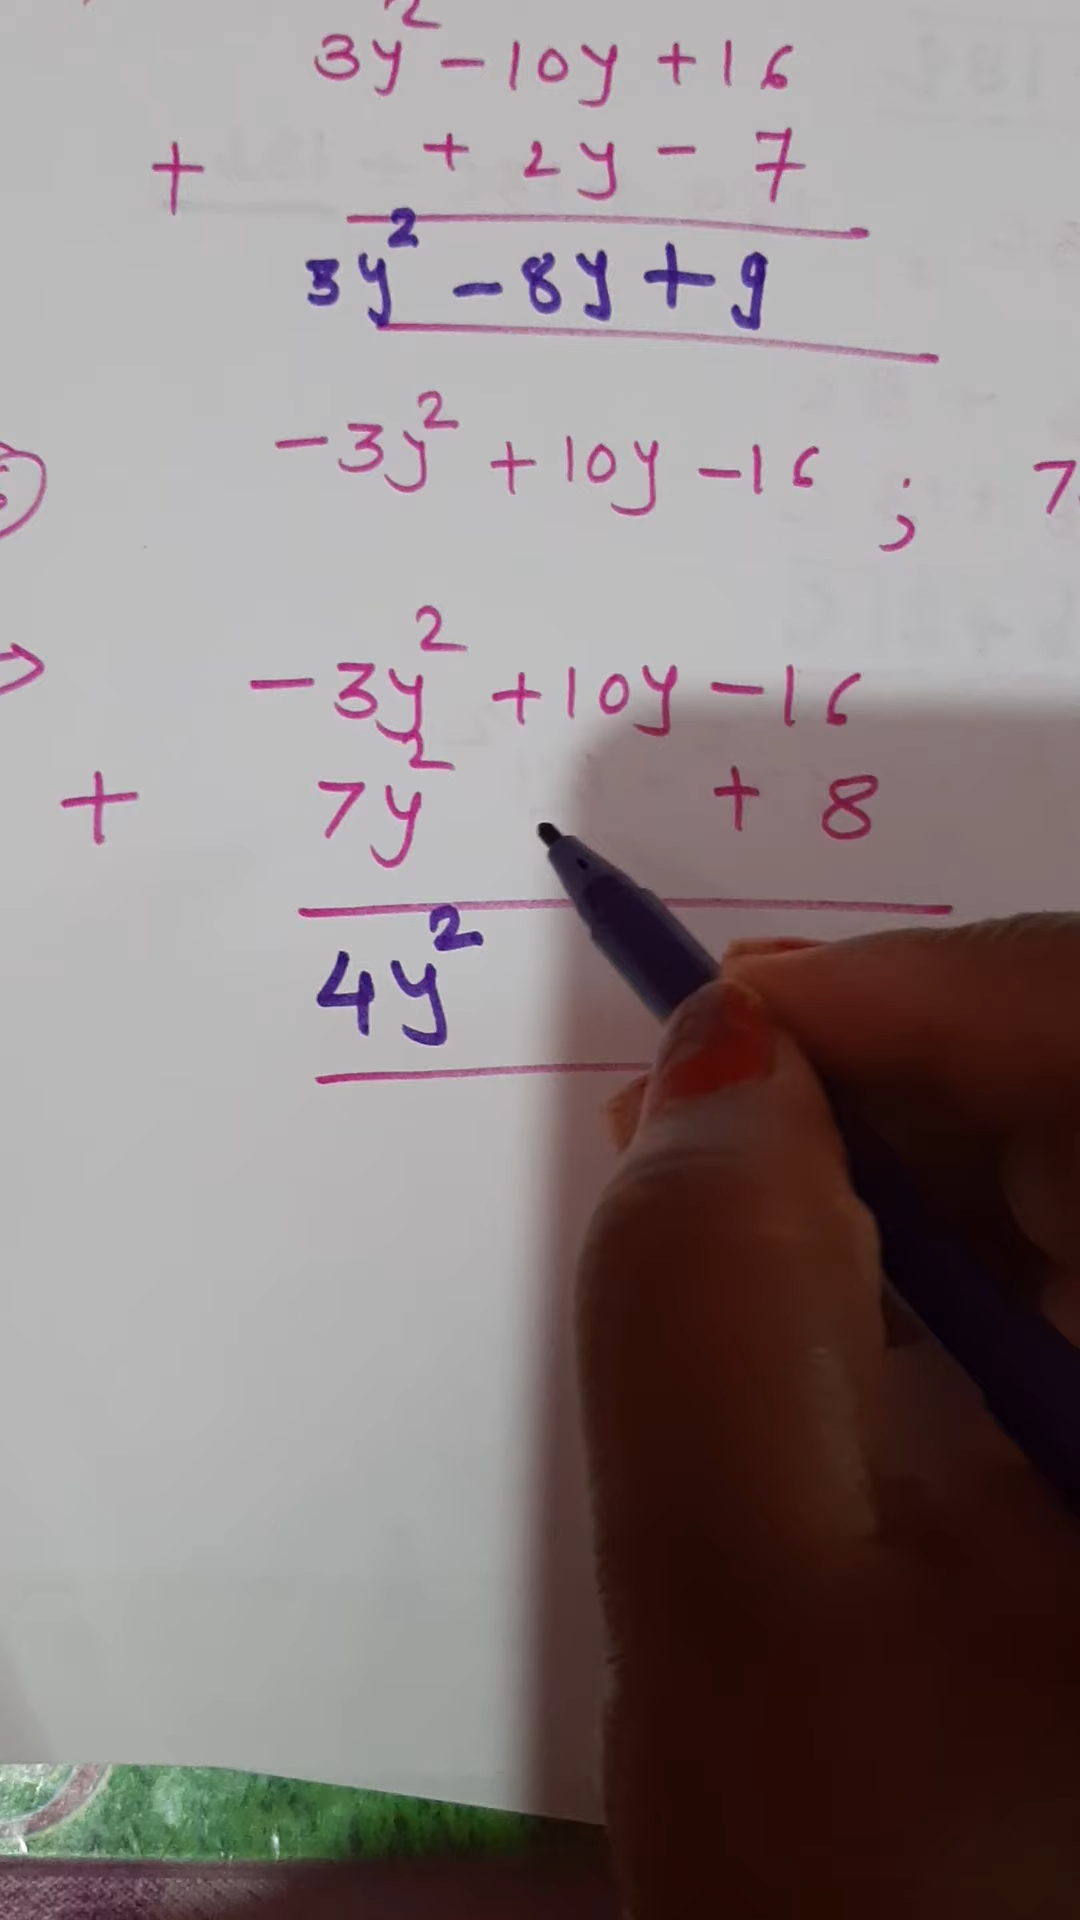 3y² - 10y + 16
+ + 2y - 7
3y² - 8y + 9
- 3y² + 10y - 16 ; 7
- 3y² + 10y - 16
+ 7y² + 8
4y²